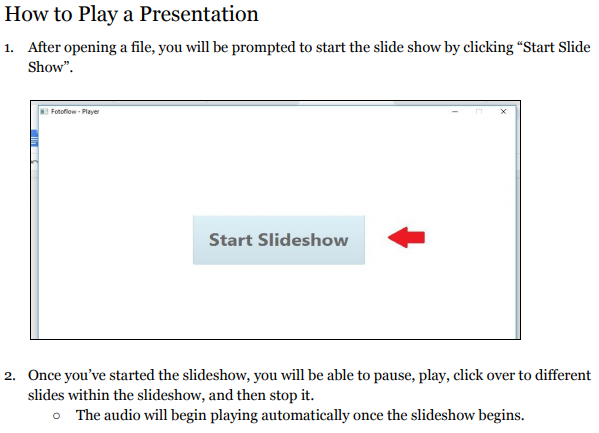 How to Play a Presentation
1. After opening a file, you will be prompted to start the slide show by clicking “Start Slide
Show”.
Fotoflow - Player
Start Slideshow
2. Once you’ve started the slideshow, you will be able to pause, play, click over to different
slides within the slideshow, and then stop it.
○ The audio will begin playing automatically once the slideshow begins.